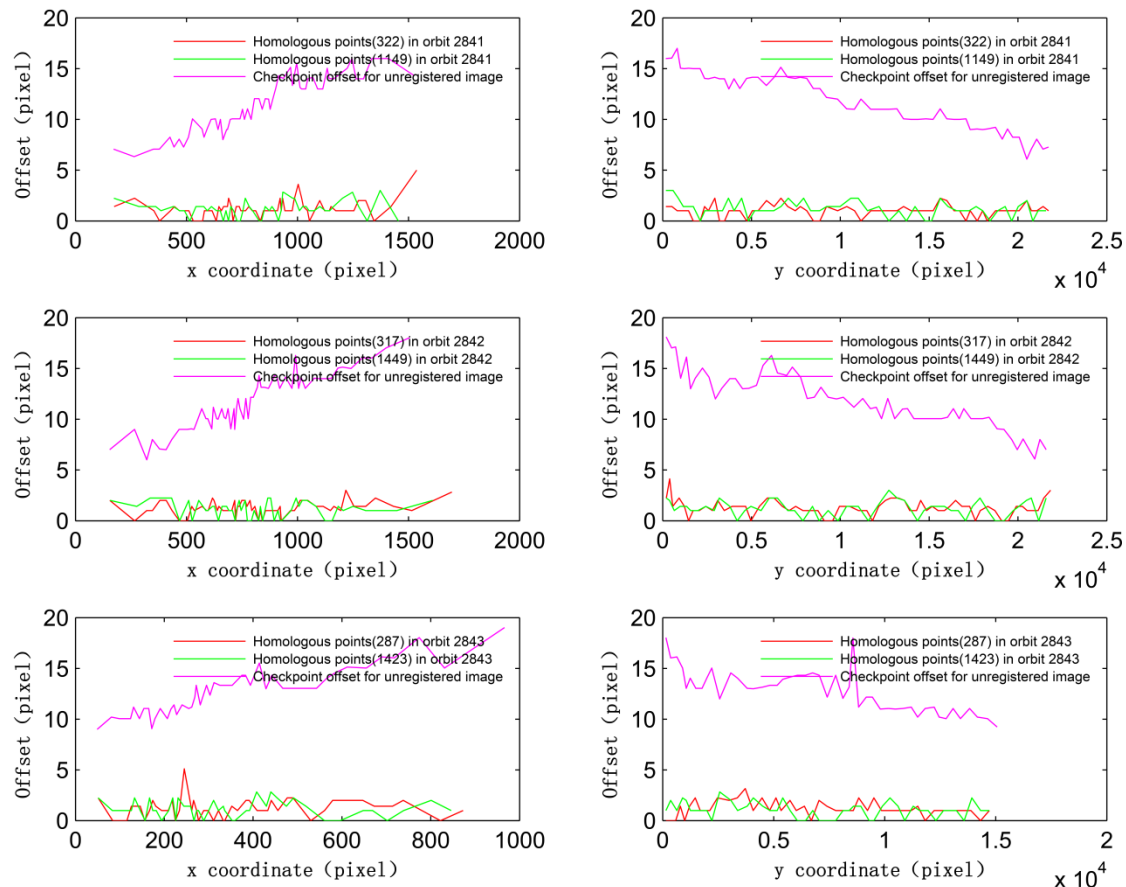 20
15
10
5
0
Offset (pixel)
Homologous points(322) in orbit 2841
Homologous points(1149) in orbit 2841
Checkpoint offset for unregistered image
0 500 1000 1500 2000
x coordinate (pixel)
20
15
10
5
0
Offset (pixel)
Homologous points(322) in orbit 2841
Homologous points(1149) in orbit 2841
Checkpoint offset for unregistered image
0 0.5 1 1.5 2 2.5
y coordinate (pixel)
x 10^4
20
15
10
5
0
Offset (pixel)
Homologous points(317) in orbit 2842
Homologous points(1449) in orbit 2842
Checkpoint offset for unregistered image
0 500 1000 1500 2000
x coordinate (pixel)
20
15
10
5
0
Offset (pixel)
Homologous points(317) in orbit 2842
Homologous points(1449) in orbit 2842
Checkpoint offset for unregistered image
0 0.5 1 1.5 2 2.5
y coordinate (pixel)
x 10^4
20
15
10
5
0
Offset (pixel)
Homologous points(287) in orbit 2843
Homologous points(1423) in orbit 2843
Checkpoint offset for unregistered image
0 200 400 600 800 1000
x coordinate (pixel)
20
15
10
5
0
Offset (pixel)
Homologous points(287) in orbit 2843
Homologous points(1423) in orbit 2843
Checkpoint offset for unregistered image
0 0.5 1 1.5 2
y coordinate (pixel)
x 10^4